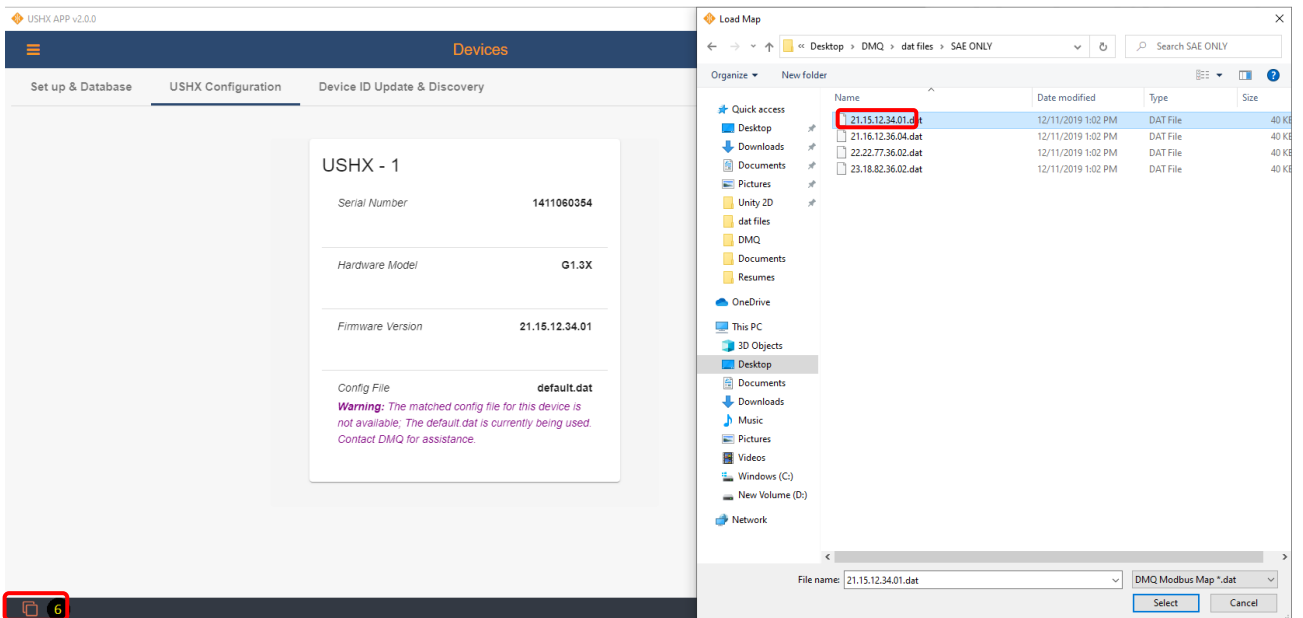 USHX APP v2.0.0
Devices
Set up & Database
USHX Configuration
Device ID Update & Discovery
USHX - 1
Serial Number 1411060354
Hardware Model G1.3X
Firmware Version 21.15.12.34.01
Config File default.dat
Warning: The matched config file for this device is
not available; The default.dat is currently being used.
Contact DMQ for assistance.
6
Load Map
« Desktop › DMQ › dat files › SAE ONLY
Search SAE ONLY
Organize
New folder
Name Date modified Type Size
21.15.12.34.01.dat 12/11/2019 1:02 PM DAT File 40 KB
21.16.12.36.04.dat 12/11/2019 1:02 PM DAT File 40 KB
22.22.77.36.02.dat 12/11/2019 1:02 PM DAT File 40 KB
23.18.82.36.02.dat 12/11/2019 1:02 PM DAT File 40 KB
Quick access
Desktop
Downloads
Documents
Pictures
Unity 2D
dat files
DMQ
Documents
Resumes
OneDrive
This PC
3D Objects
Desktop
Documents
Downloads
Music
Pictures
Videos
Windows (C:)
New Volume (D:)
Network
File name: 21.15.12.34.01.dat
DMQ Modbus Map *.dat
Select
Cancel